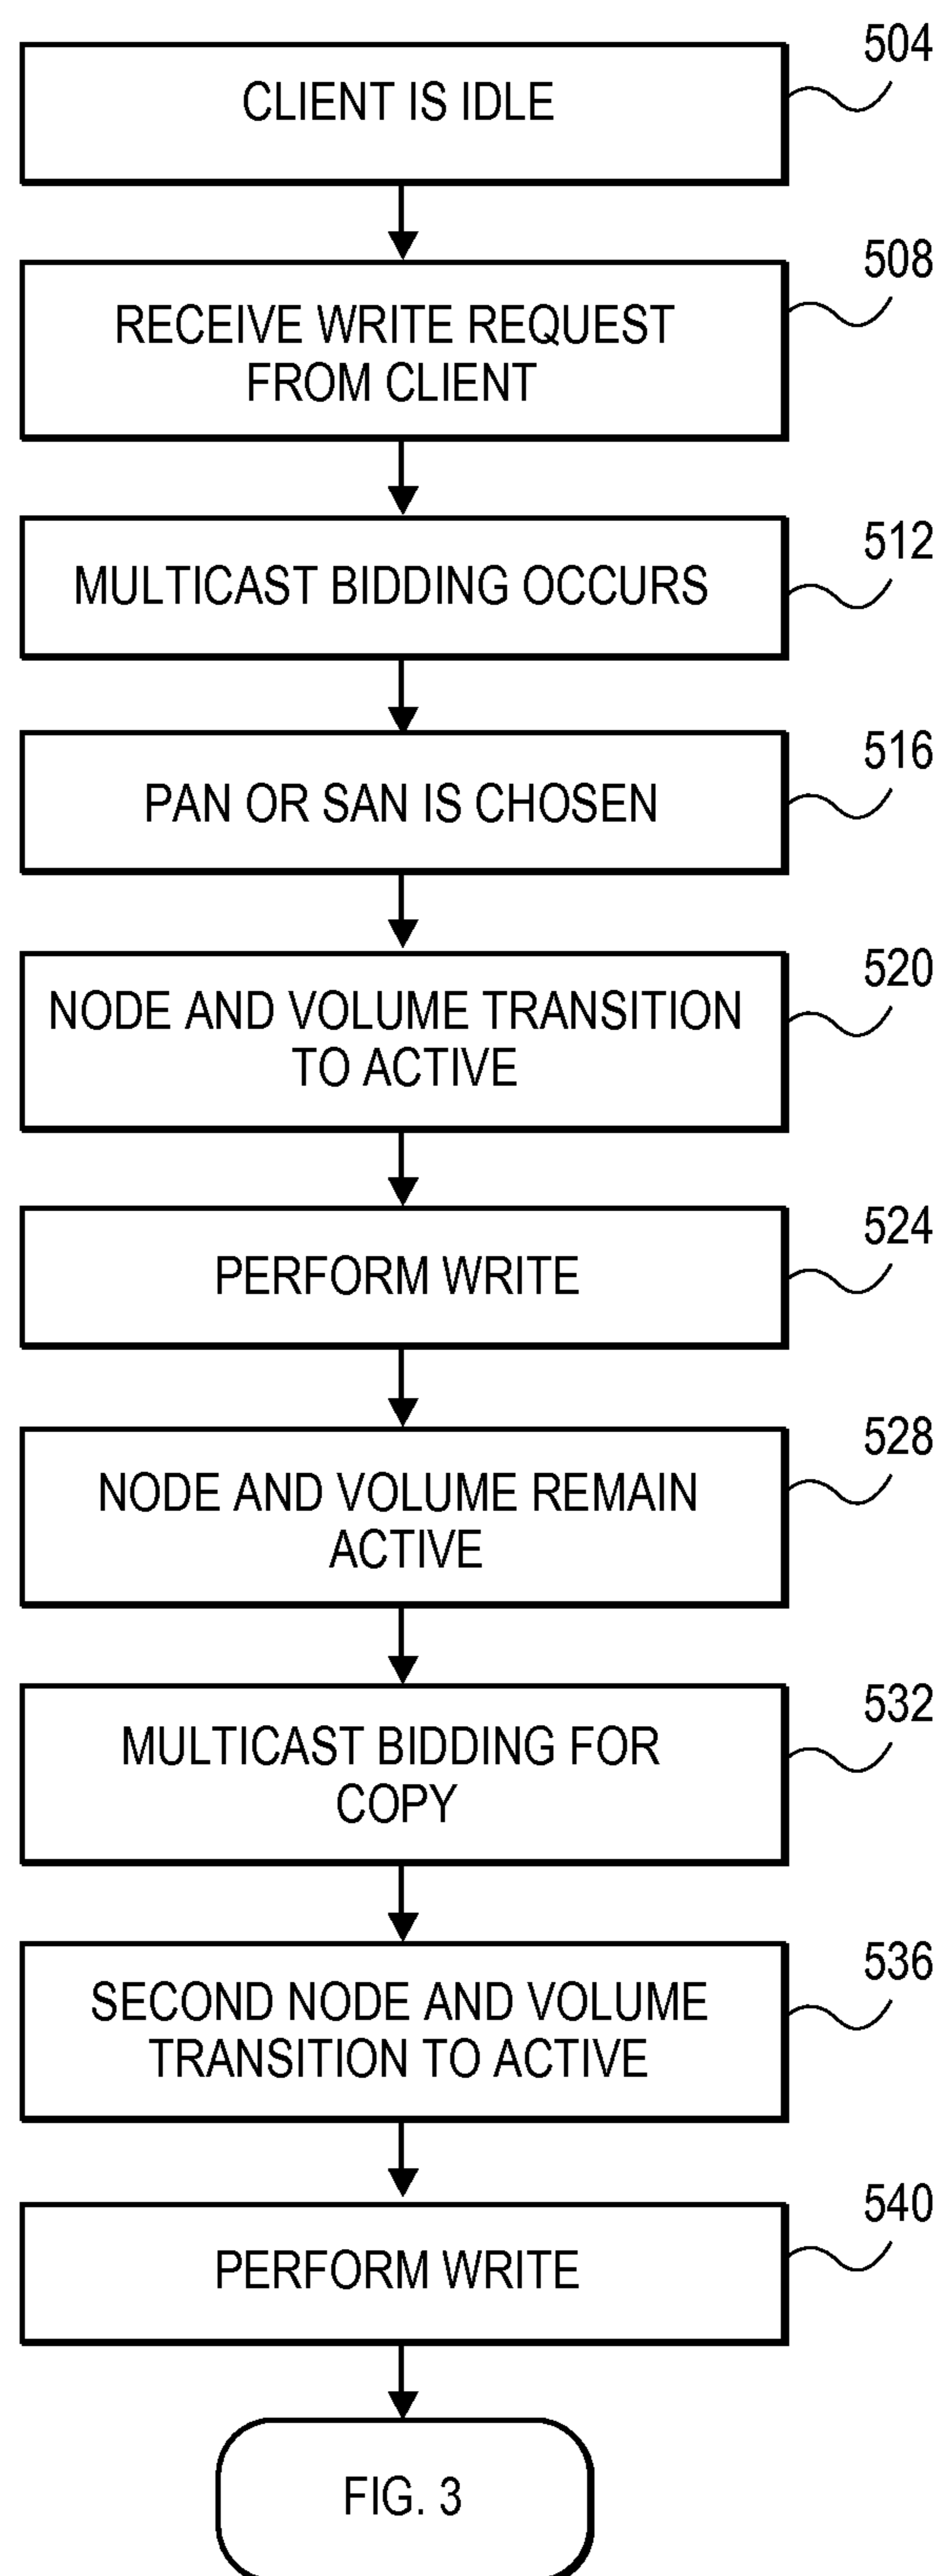 504
CLIENT IS IDLE
508
RECEIVE WRITE REQUEST
FROM CLIENT
512
MULTICAST BIDDING OCCURS
516
PAN OR SAN IS CHOSEN
520
NODE AND VOLUME TRANSITION
TO ACTIVE
524
PERFORM WRITE
528
NODE AND VOLUME REMAIN
ACTIVE
532
MULTICAST BIDDING FOR
COPY
536
SECOND NODE AND VOLUME
TRANSITION TO ACTIVE
540
PERFORM WRITE
FIG. 3